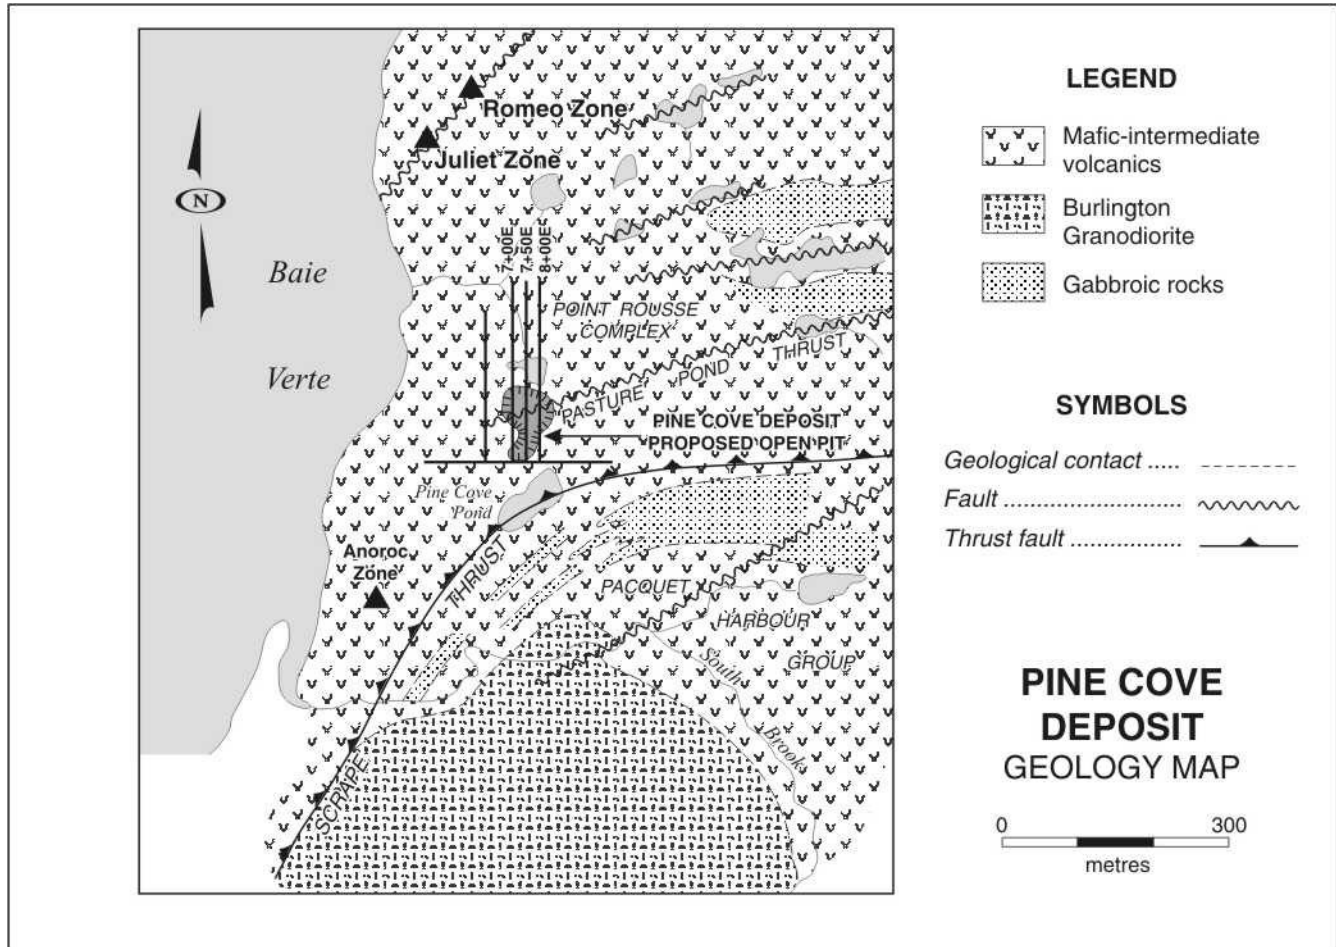 Romeo Zone
Juliet Zone
N
Baie
Verte
7+00E
7+50E
8+00E
POINT ROUSSE
COMPLEX
PASTURE POND THRUST
PINE COVE DEPOSIT
PROPOSED OPEN PIT
Pine Cove
Pond
Anoroc
Zone
SCRAPE THRUST
PACQUET
HARBOUR
GROUP
South
Brook
LEGEND
Mafic-intermediate
volcanics
Burlington
Granodiorite
Gabbroic rocks
SYMBOLS
Geological contact .....
Fault ............................
Thrust fault .................
PINE COVE
DEPOSIT
GEOLOGY MAP
0 300
metres